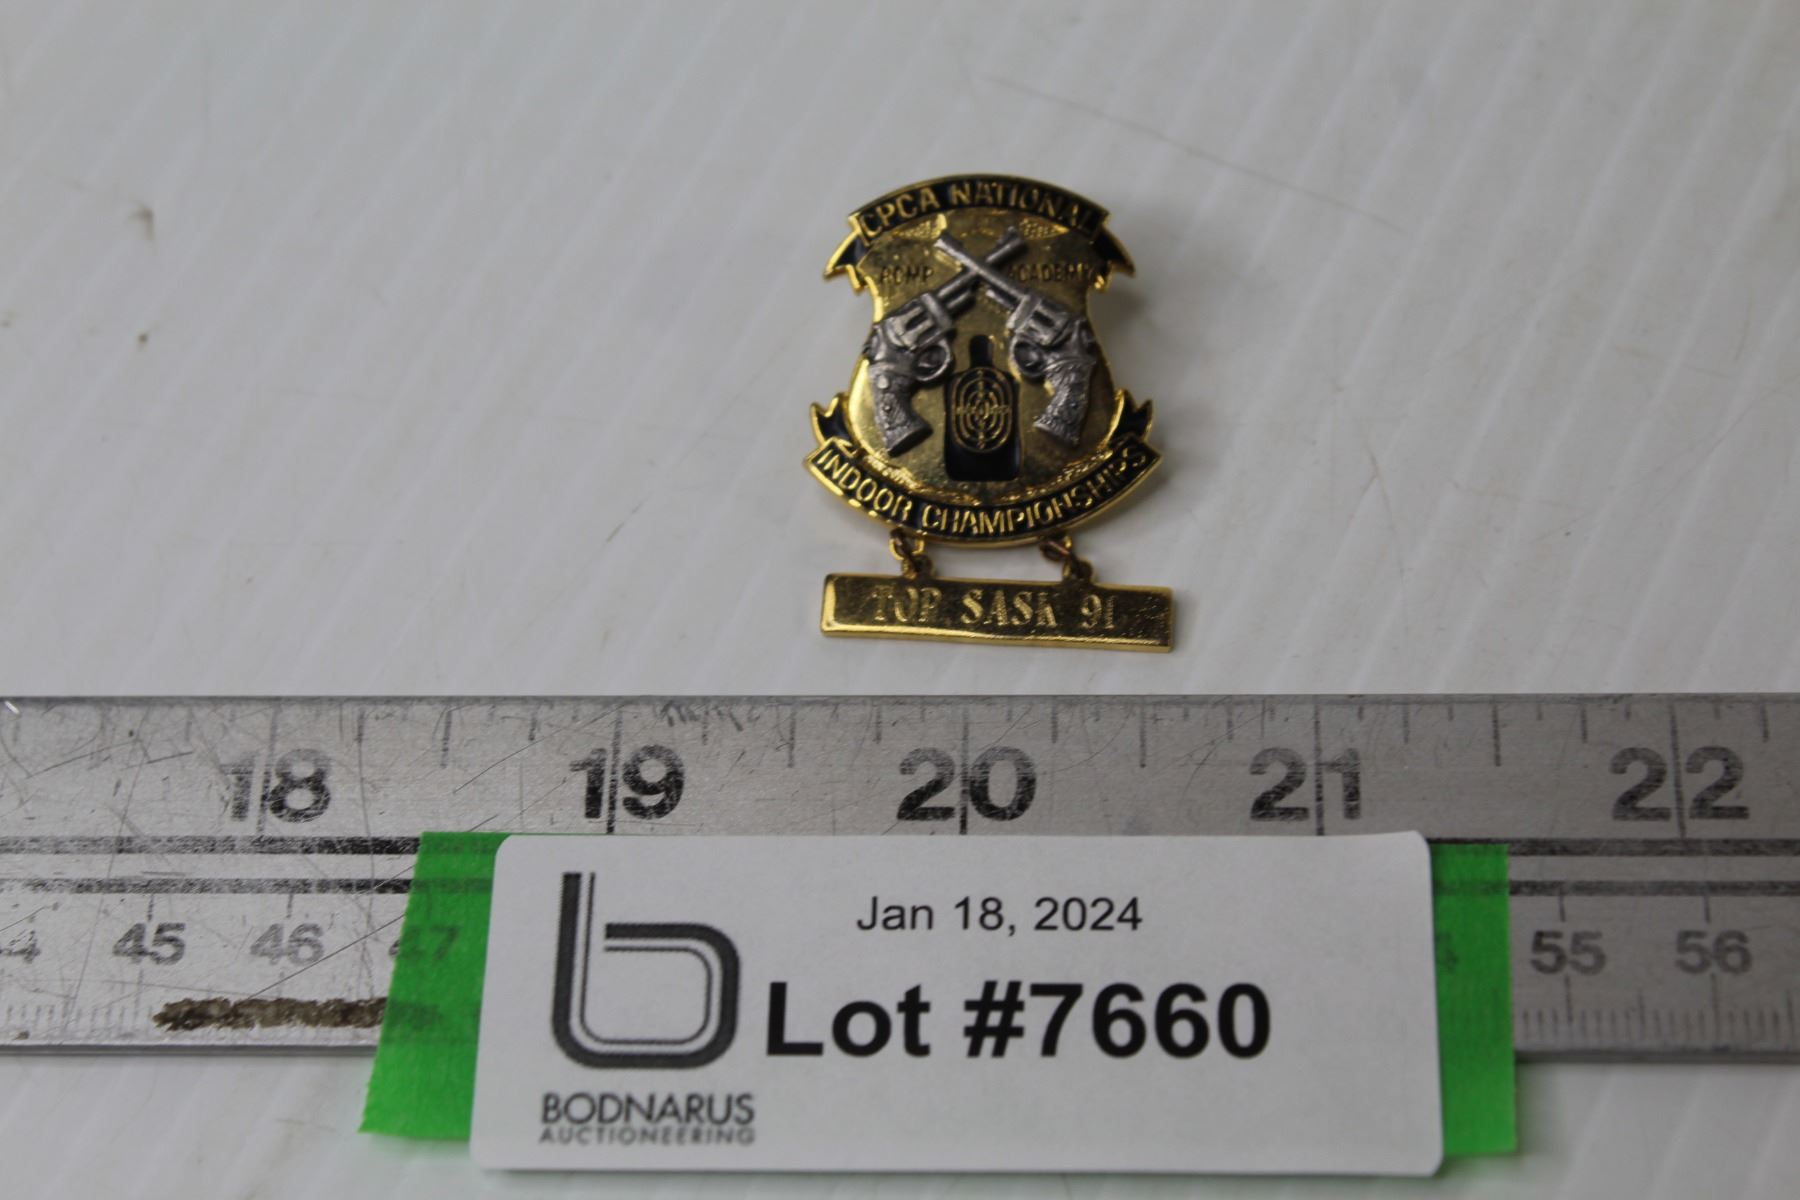 CPCA NATIONAL
RCMP ACADEMY
INDOOR CHAMPIONSHIPS
TOP SASK 91
18 19 20 21 22
45 46 47 55 56
Jan 18, 2024
Lot #7660
BODNARUS
AUCTIONEERING